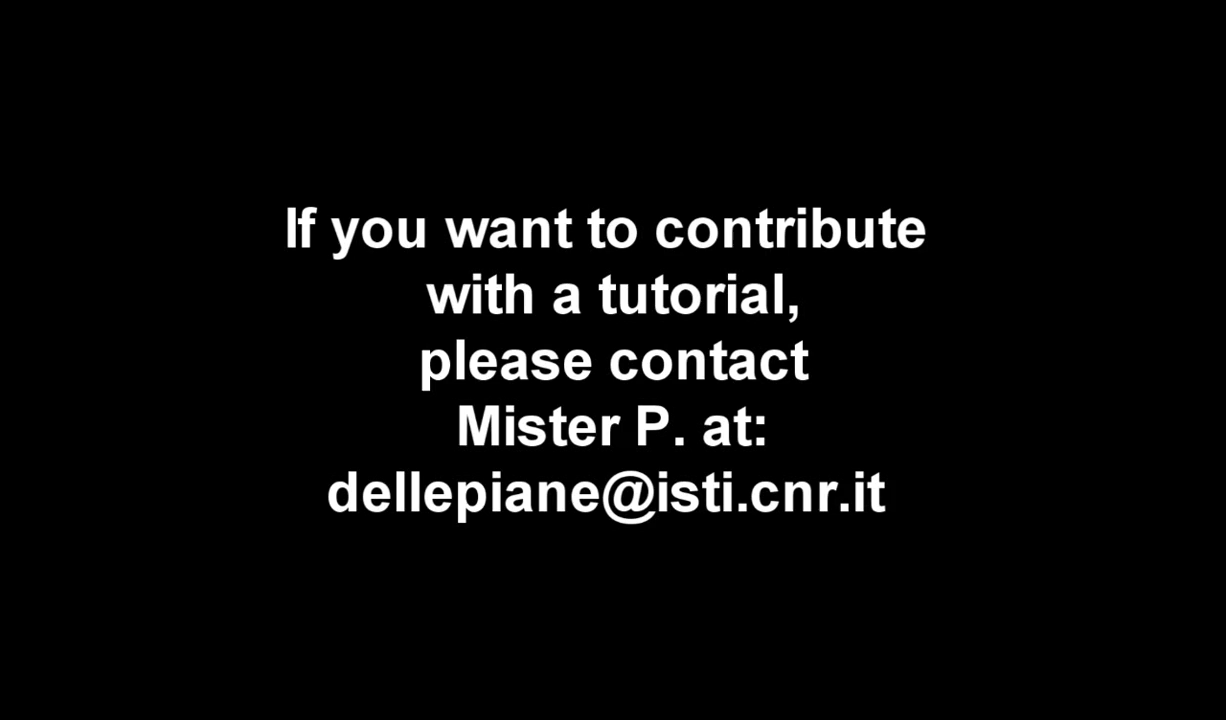 If you want to contribute
with a tutorial,
please contact
Mister P. at:
dellepiane@isti.cnr.it